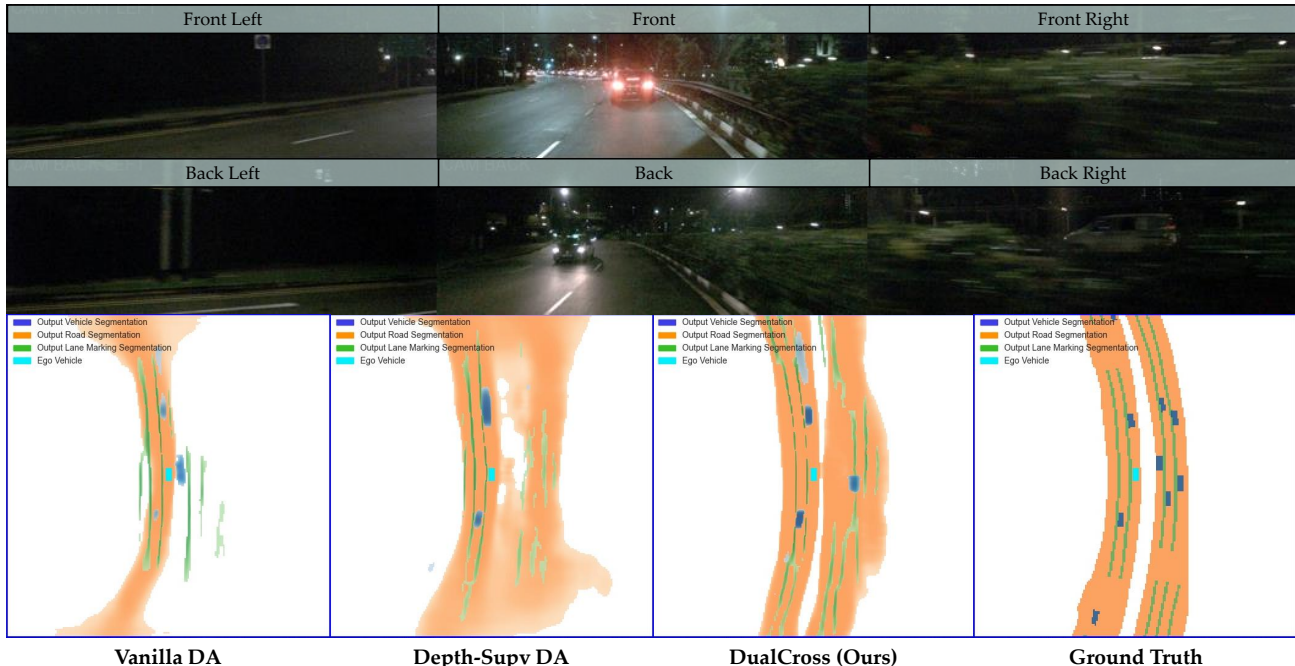 Front Left
Front
Front Right
Back Left
Back
Back Right
Output Vehicle Segmentation
Output Road Segmentation
Output Lane Marking Segmentation
Ego Vehicle
Output Vehicle Segmentation
Output Road Segmentation
Output Lane Marking Segmentation
Ego Vehicle
Output Vehicle Segmentation
Output Road Segmentation
Output Lane Marking Segmentation
Ego Vehicle
Output Vehicle Segmentation
Output Road Segmentation
Output Lane Marking Segmentation
Ego Vehicle
Vanilla DA
Depth-Supv DA
DualCross (Ours)
Ground Truth